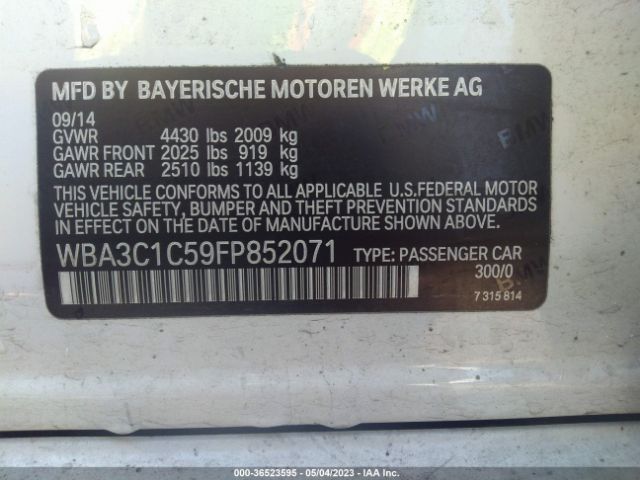 MFD BY BAYERISCHE MOTOREN WERKE AG
09/14
GVWR 4430 lbs 2009 kg
GAWR FRONT 2025 lbs 919 kg
GAWR REAR 2510 lbs 1139 kg
THIS VEHICLE CONFORMS TO ALL APPLICABLE U.S.FEDERAL MOTOR
VEHICLE SAFETY, BUMPER AND THEFT PREVENTION STANDARDS
IN EFFECT ON THE DATE OF MANUFACTURE SHOWN ABOVE.
WBA3C1C59FP852071 TYPE: PASSENGER CAR
300/0
7 315 814
000-36523595 - 05/04/2023 - IAA Inc.